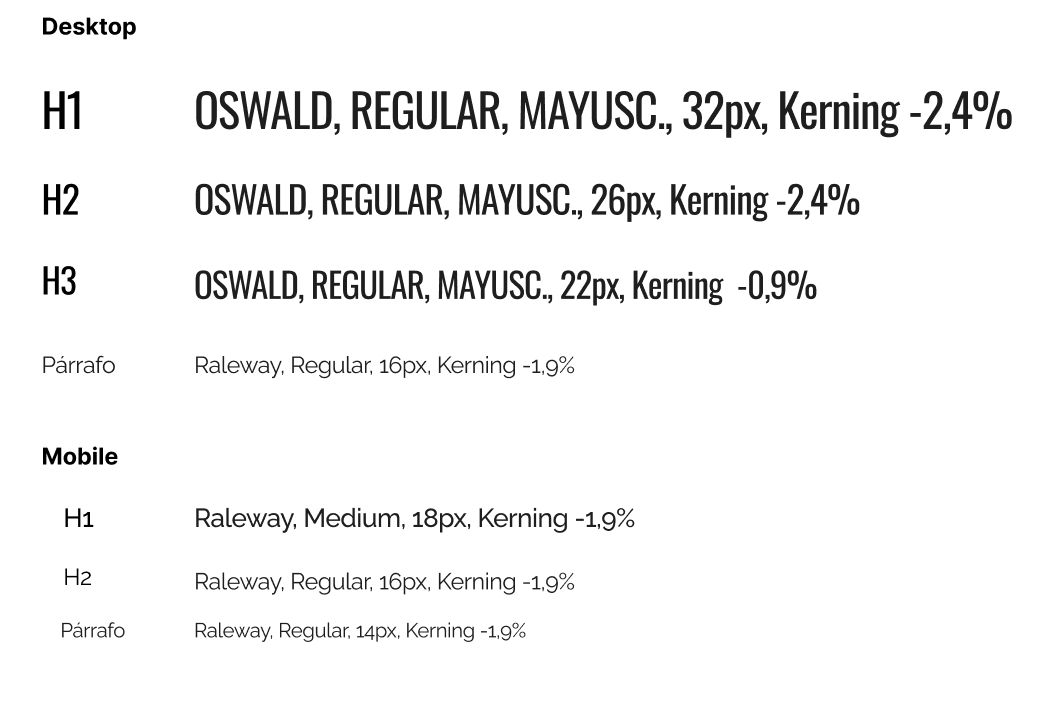 Desktop
H1 OSWALD, REGULAR, MAYUSC., 32px, Kerning -2,4%
H2 OSWALD, REGULAR, MAYUSC., 26px, Kerning -2,4%
H3 OSWALD, REGULAR, MAYUSC., 22px, Kerning -0,9%
Párrafo Raleway, Regular, 16px, Kerning -1,9%
Mobile
H1 Raleway, Medium, 18px, Kerning -1,9%
H2 Raleway, Regular, 16px, Kerning -1,9%
Párrafo Raleway, Regular, 14px, Kerning -1,9%